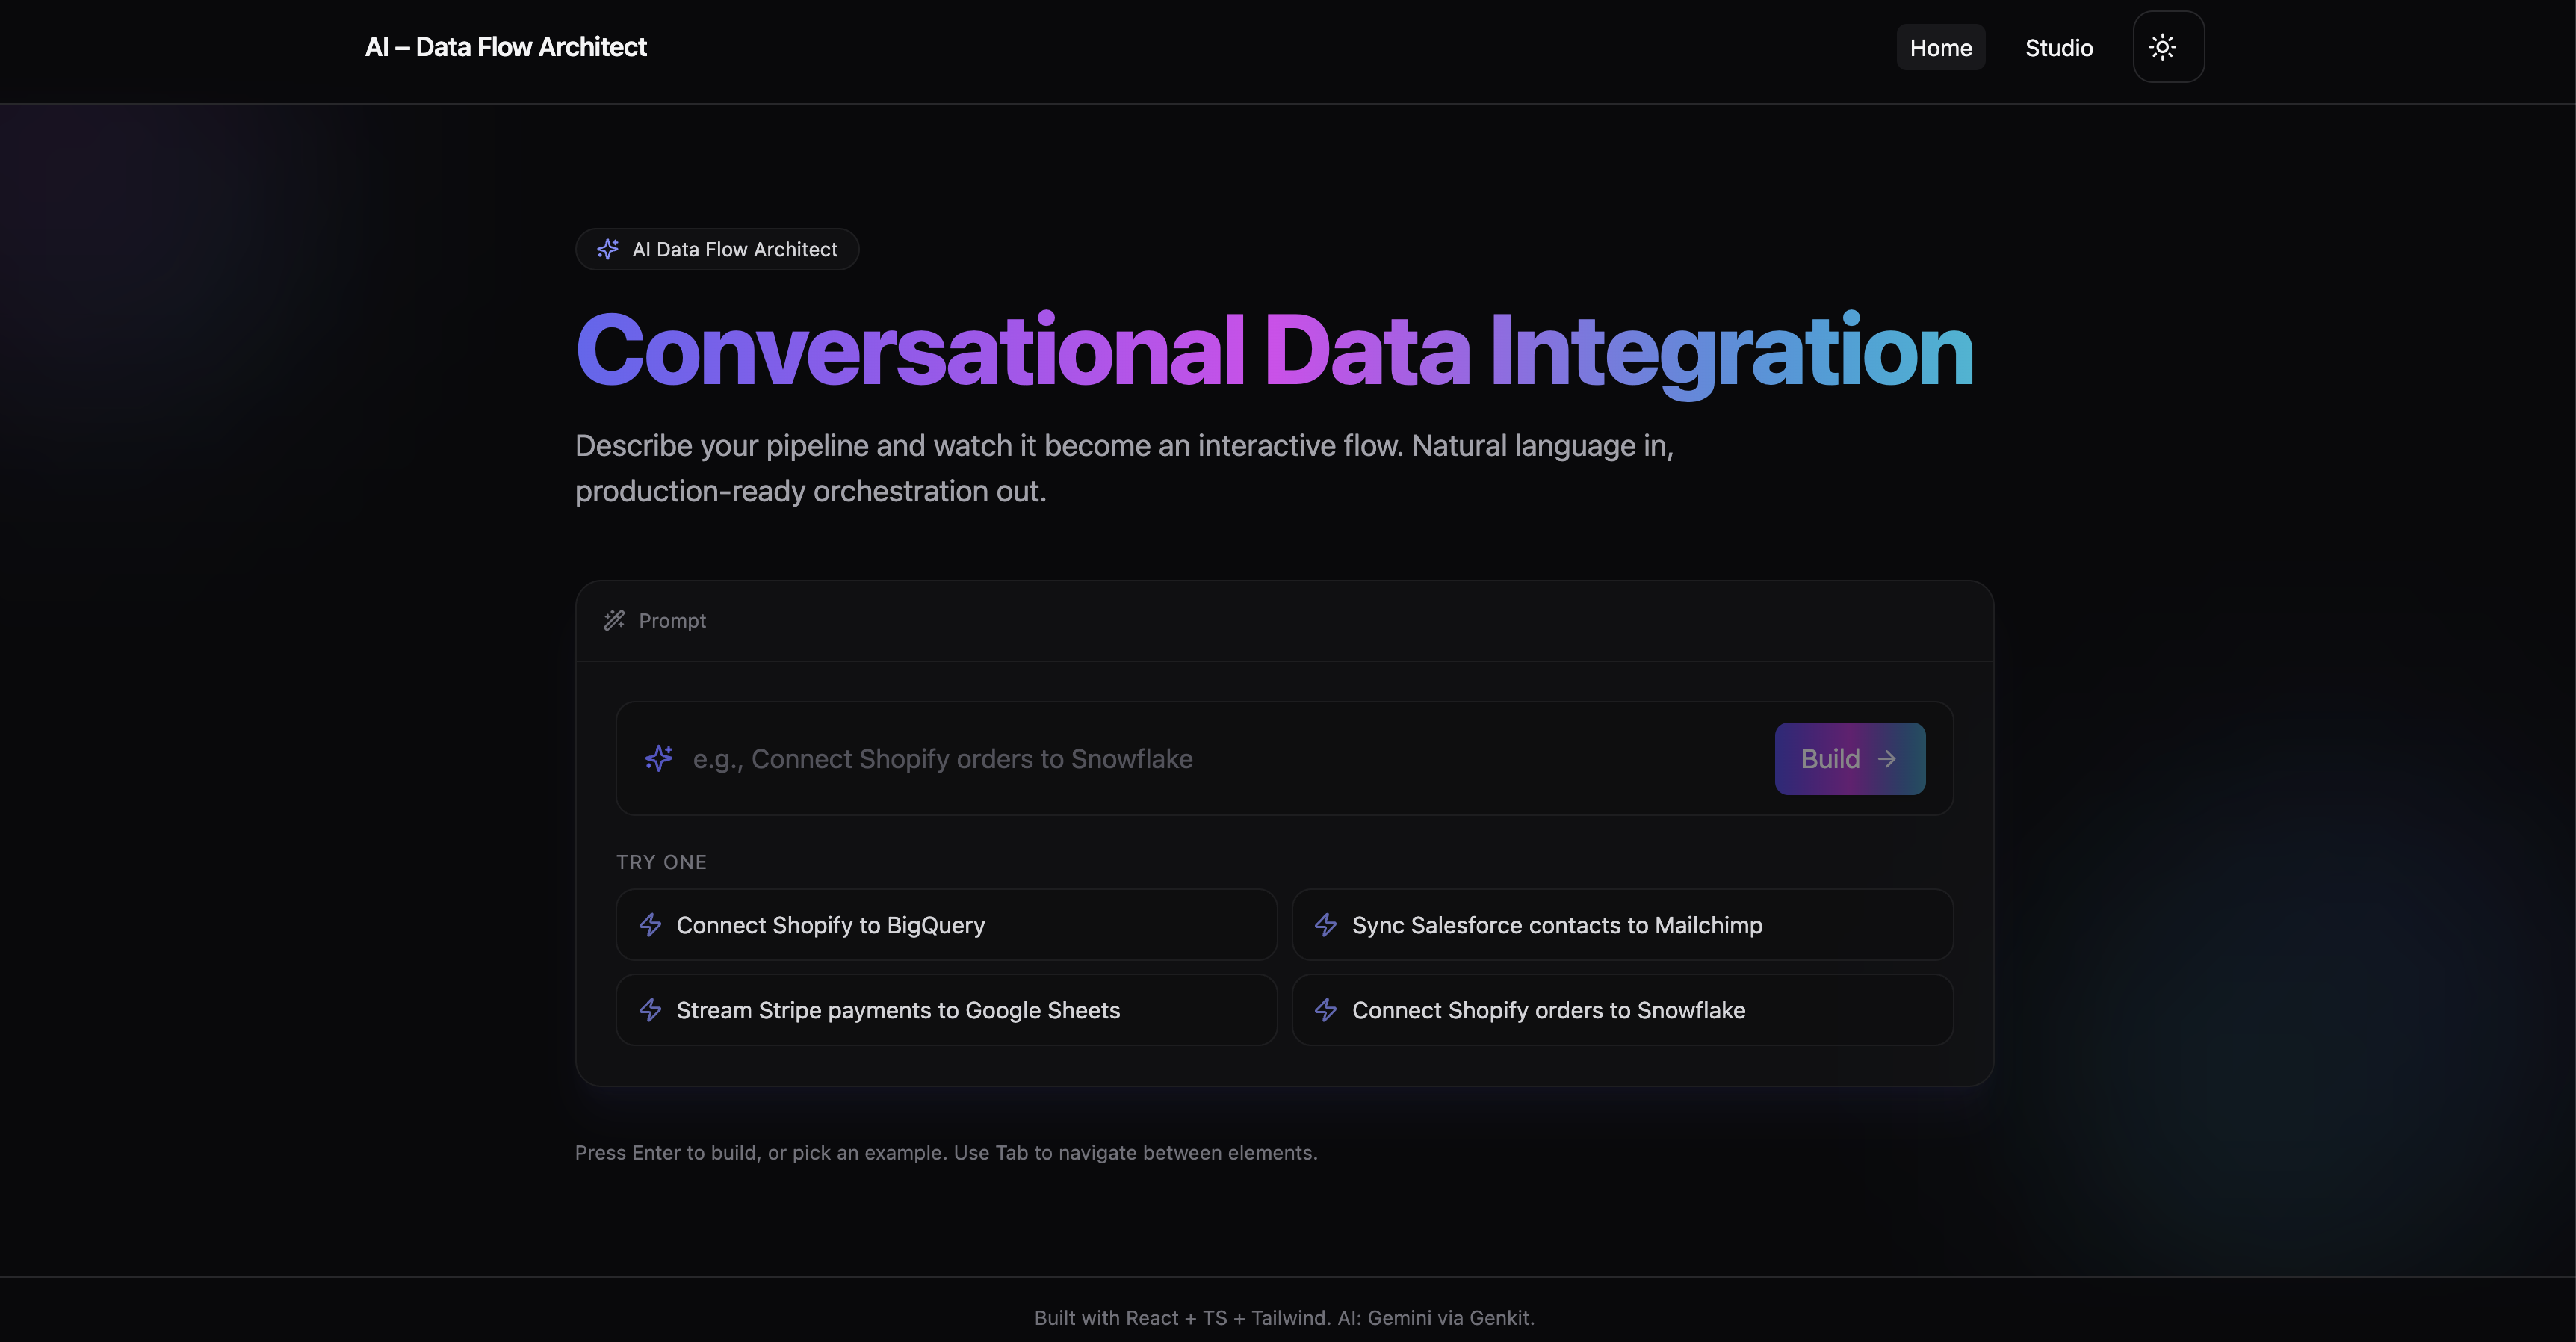 AI – Data Flow Architect
Home
Studio
AI Data Flow Architect
Conversational Data Integration
Describe your pipeline and watch it become an interactive flow. Natural language in,
production-ready orchestration out.
Prompt
e.g., Connect Shopify orders to Snowflake
Build →
TRY ONE
Connect Shopify to BigQuery
Sync Salesforce contacts to Mailchimp
Stream Stripe payments to Google Sheets
Connect Shopify orders to Snowflake
Press Enter to build, or pick an example. Use Tab to navigate between elements.
Built with React + TS + Tailwind. AI: Gemini via Genkit.